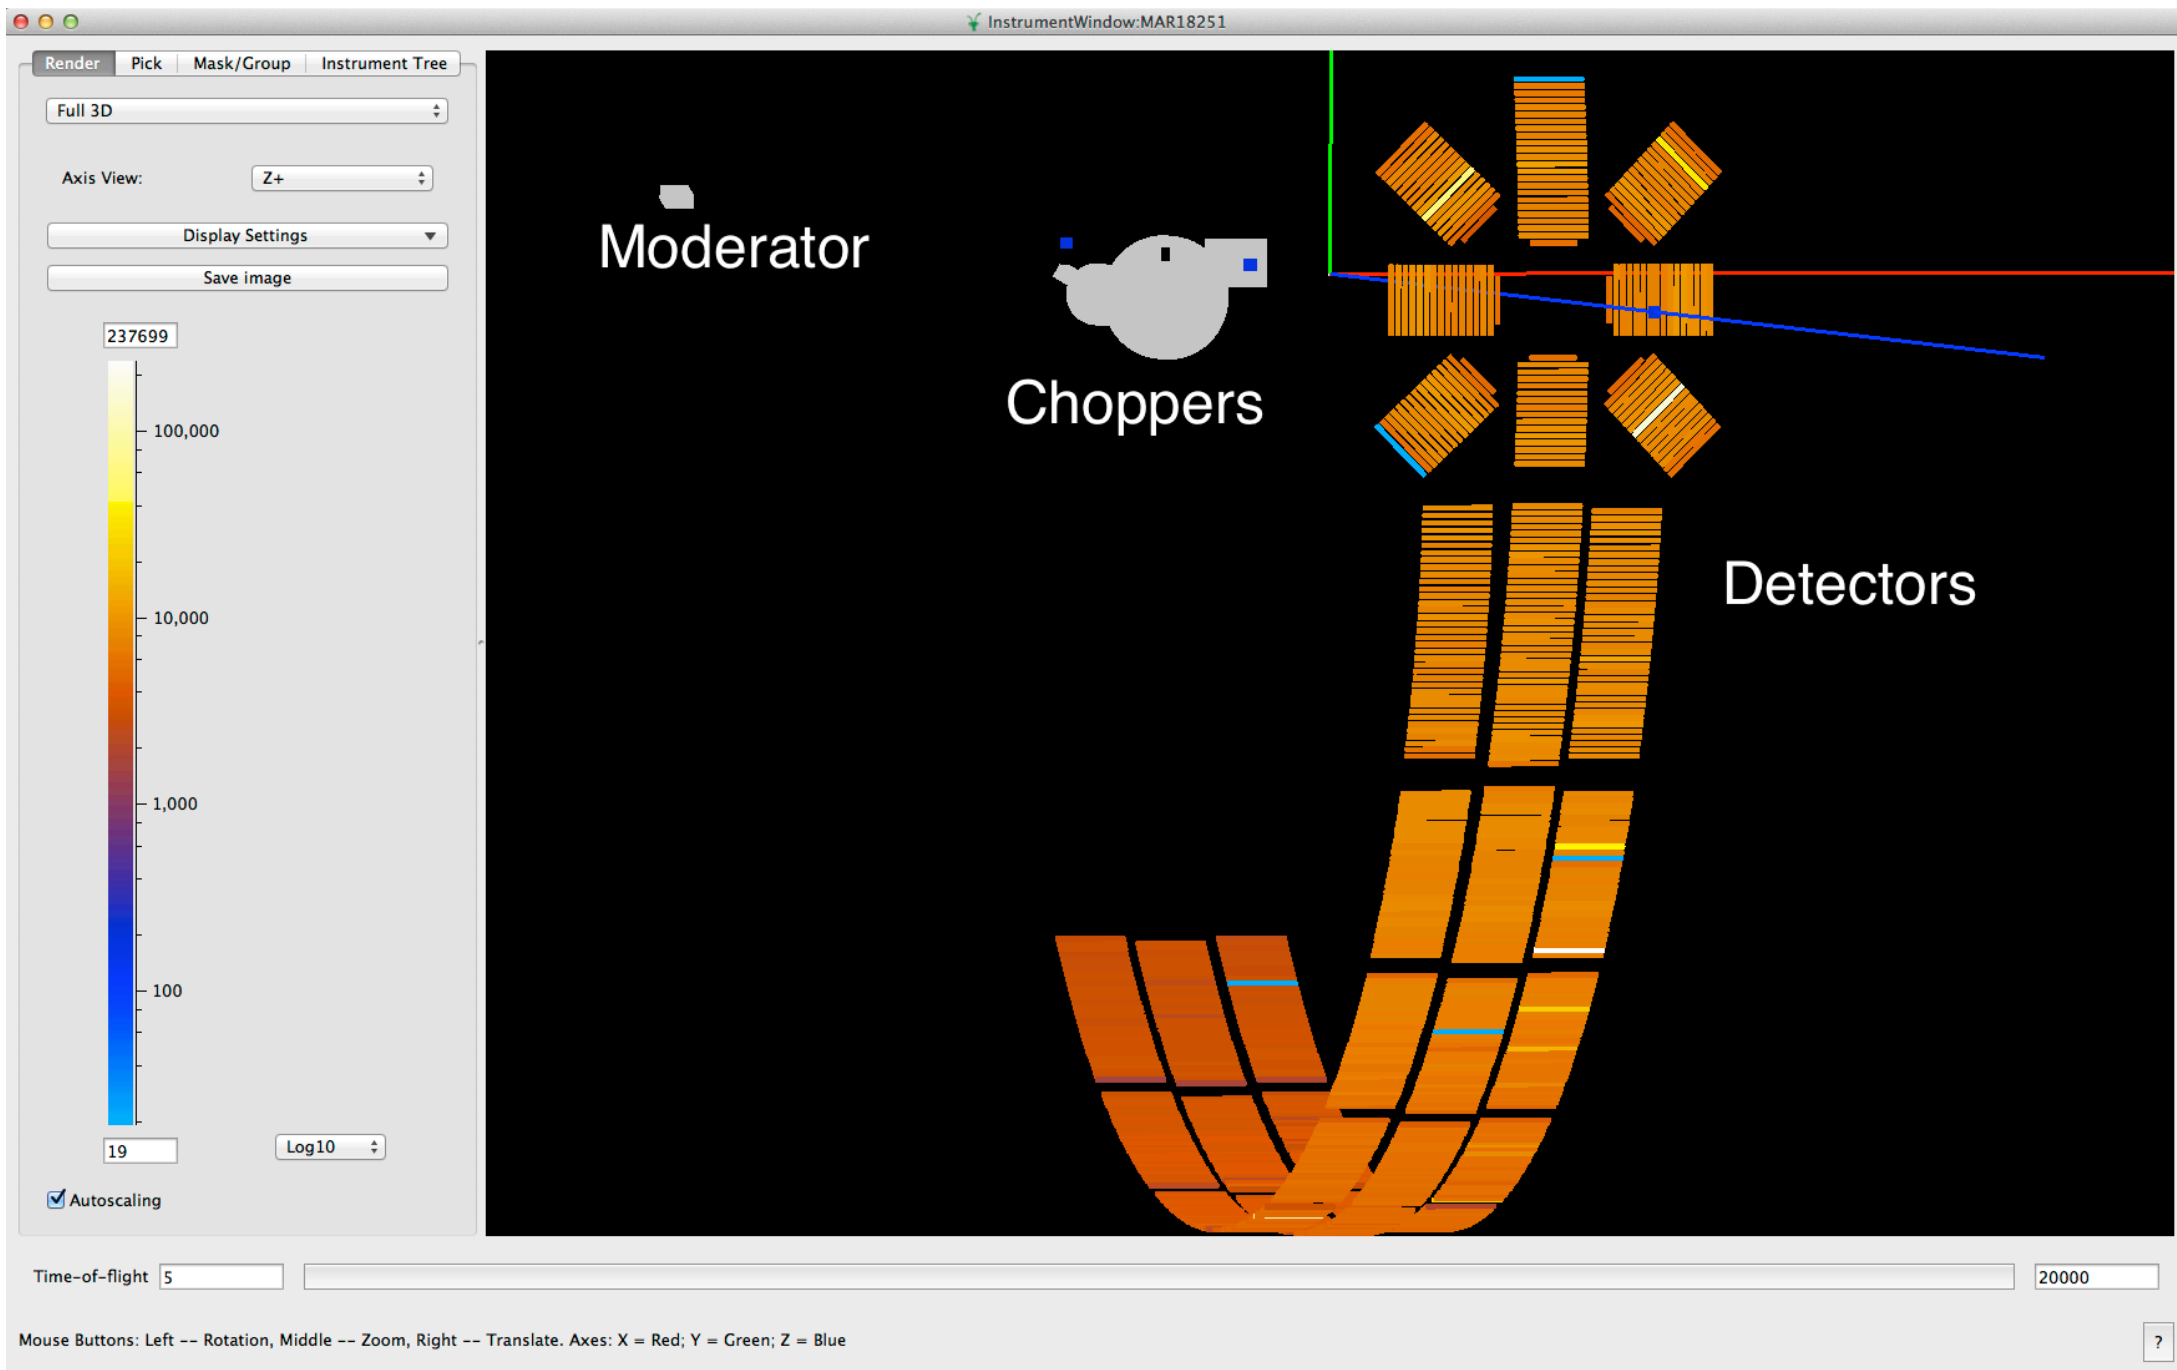 InstrumentWindow:MAR18251
Render Pick Mask/Group Instrument Tree
Full 3D
Axis View: Z+
Display Settings
Save image
237699
100,000
10,000
1,000
100
19 Log10
Autoscaling
Moderator
Choppers
Detectors
Time-of-flight 5 20000
Mouse Buttons: Left -- Rotation, Middle -- Zoom, Right -- Translate. Axes: X = Red; Y = Green; Z = Blue ?